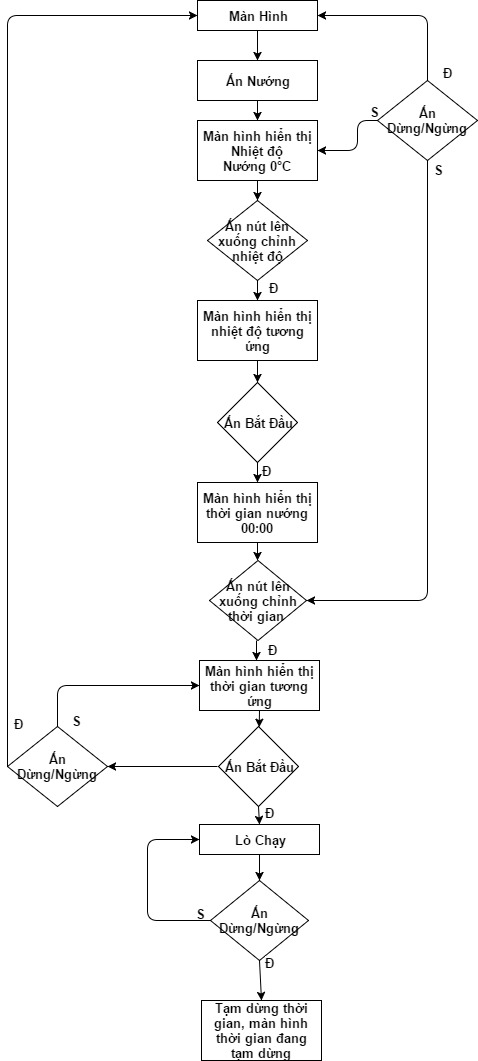 Màn Hình
Ấn Nướng
Đ
S
Ấn
Dừng/Ngừng
S
Màn hình hiển thị
Nhiệt độ
Nướng 0°C
Ấn nút lên
xuống chỉnh
nhiệt độ
Đ
Màn hình hiển thị
nhiệt độ tương
ứng
Ấn Bắt Đầu
Đ
Màn hình hiển thị
thời gian nướng
00:00
Ấn nút lên
xuống chỉnh
thời gian
Đ
Màn hình hiển thị
thời gian tương
ứng
Đ
S
Ấn
Dừng/Ngừng
Ấn Bắt Đầu
Đ
Lò Chạy
S
Ấn
Dừng/Ngừng
Đ
Tạm dừng thời
gian, màn hình
thời gian đang
tạm dừng